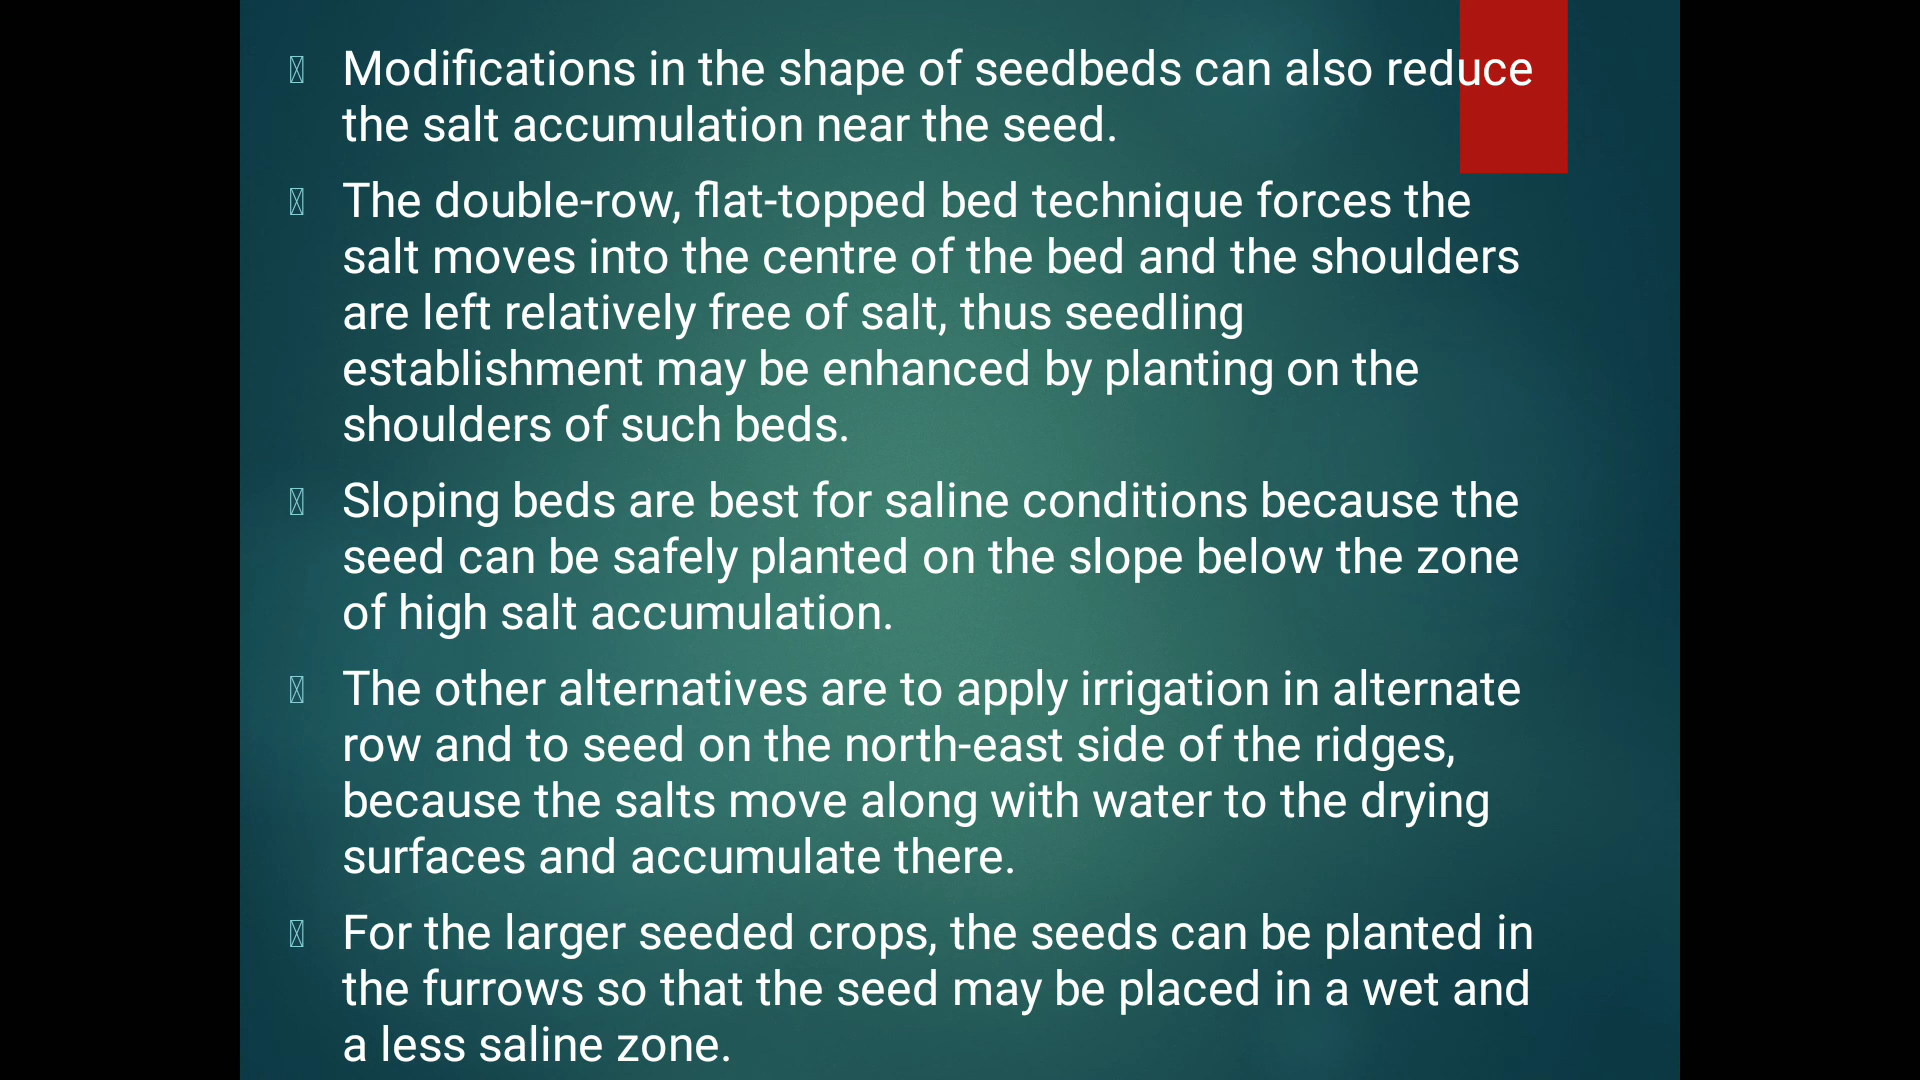 Modifications in the shape of seedbeds can also reduce
the salt accumulation near the seed.
The double-row, flat-topped bed technique forces the
salt moves into the centre of the bed and the shoulders
are left relatively free of salt, thus seedling
establishment may be enhanced by planting on the
shoulders of such beds.
Sloping beds are best for saline conditions because the
seed can be safely planted on the slope below the zone
of high salt accumulation.
The other alternatives are to apply irrigation in alternate
row and to seed on the north-east side of the ridges,
because the salts move along with water to the drying
surfaces and accumulate there.
For the larger seeded crops, the seeds can be planted in
the furrows so that the seed may be placed in a wet and
a less saline zone.